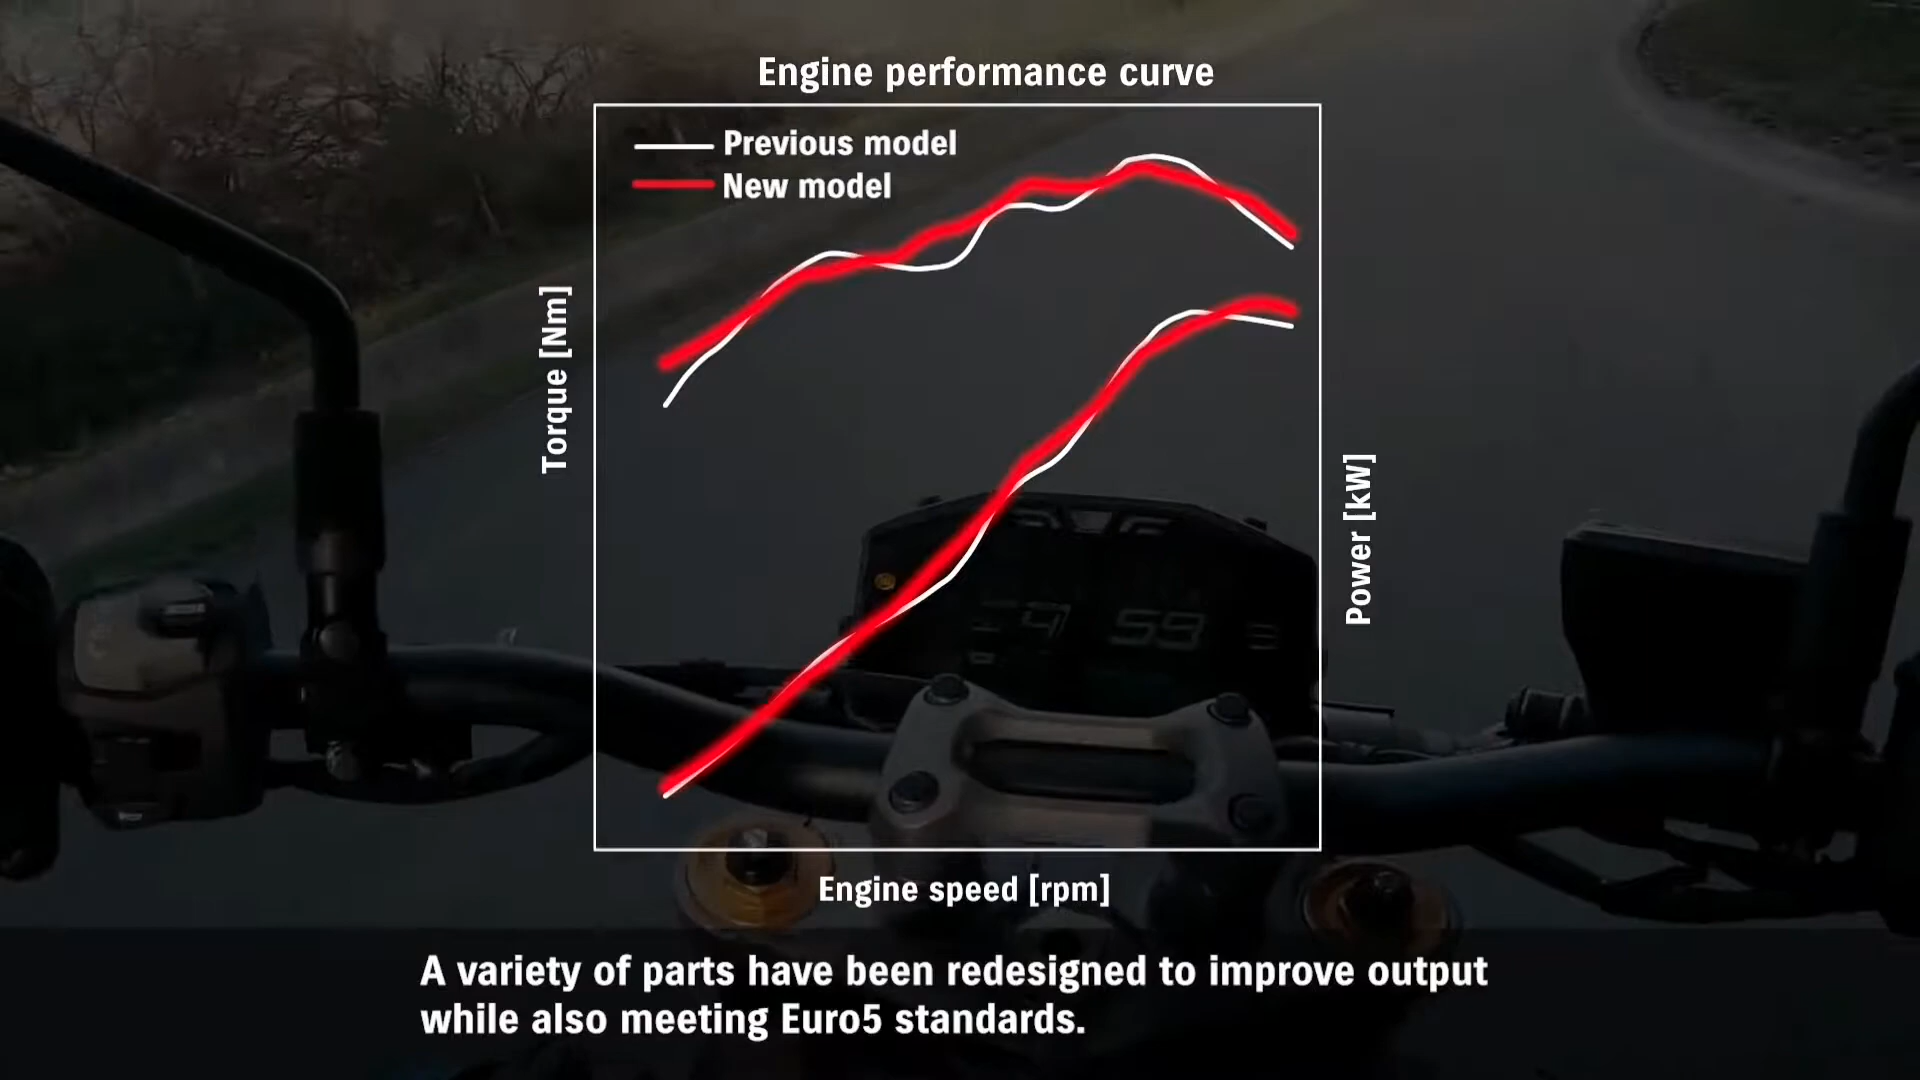 Engine performance curve
Previous model
New model
Torque [Nm]
Power [kW]
59
Engine speed [rpm]
A variety of parts have been redesigned to improve output
while also meeting Euro5 standards.